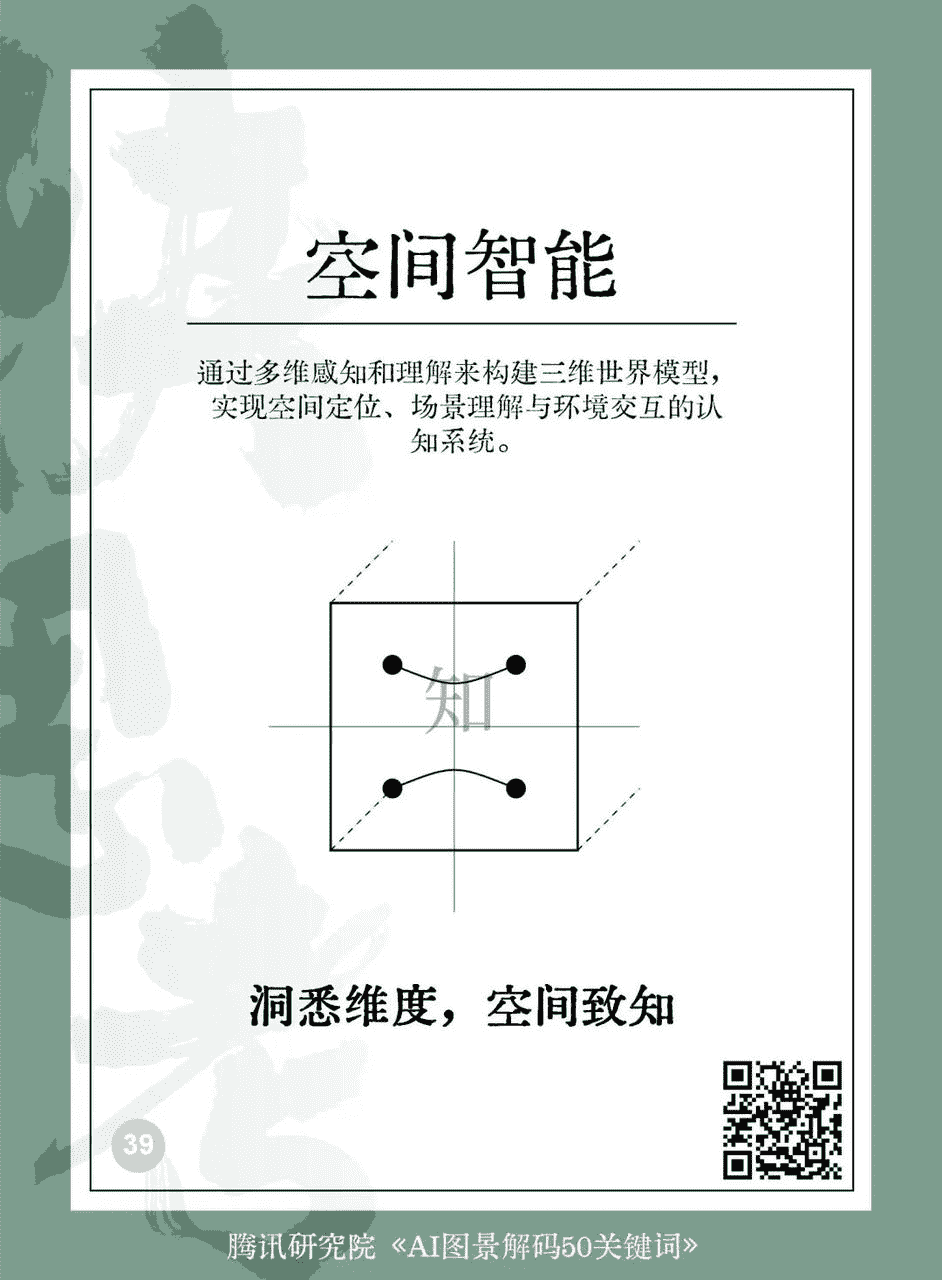 空间智能
通过多维感知和理解来构建三维世界模型，
实现空间定位、场景理解与环境交互的认
知系统。
知
洞悉维度，空间致知
39
腾讯研究院《AI图景解码50关键词》